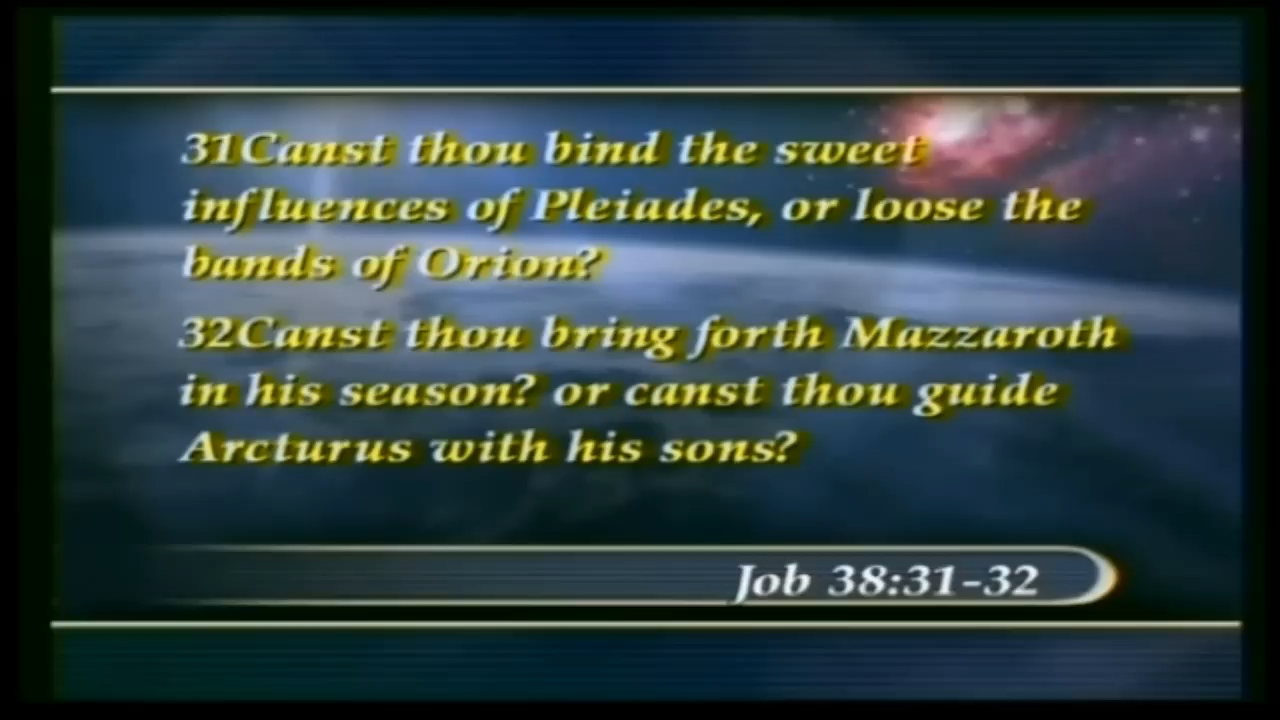 31Canst thou bind the sweet
influences of Pleiades, or loose the
bands of Orion?
32Canst thou bring forth Mazzaroth
in his season? or canst thou guide
Arcturus with his sons?
Job 38:31-32